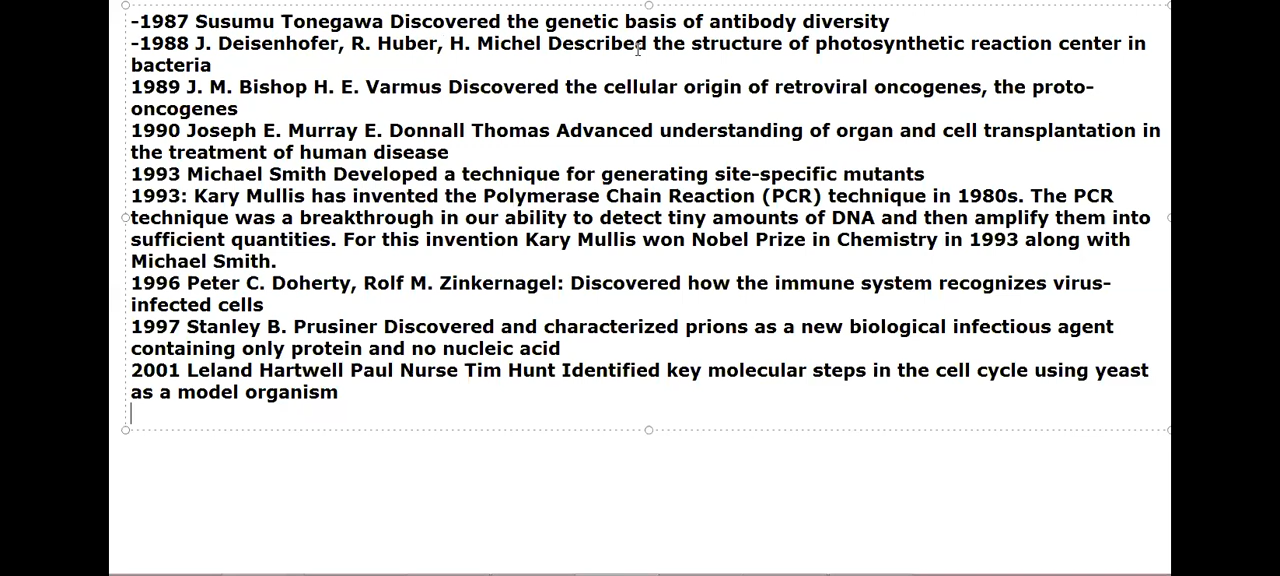 -1987 Susumu Tonegawa Discovered the genetic basis of antibody diversity
-1988 J. Deisenhofer, R. Huber, H. Michel Described the structure of photosynthetic reaction center in
bacteria
1989 J. M. Bishop H. E. Varmus Discovered the cellular origin of retroviral oncogenes, the proto-
oncogenes
1990 Joseph E. Murray E. Donnall Thomas Advanced understanding of organ and cell transplantation in
the treatment of human disease
1993 Michael Smith Developed a technique for generating site-specific mutants
1993: Kary Mullis has invented the Polymerase Chain Reaction (PCR) technique in 1980s. The PCR
technique was a breakthrough in our ability to detect tiny amounts of DNA and then amplify them into
sufficient quantities. For this invention Kary Mullis won Nobel Prize in Chemistry in 1993 along with
Michael Smith.
1996 Peter C. Doherty, Rolf M. Zinkernagel: Discovered how the immune system recognizes virus-
infected cells
1997 Stanley B. Prusiner Discovered and characterized prions as a new biological infectious agent
containing only protein and no nucleic acid
2001 Leland Hartwell Paul Nurse Tim Hunt Identified key molecular steps in the cell cycle using yeast
as a model organism